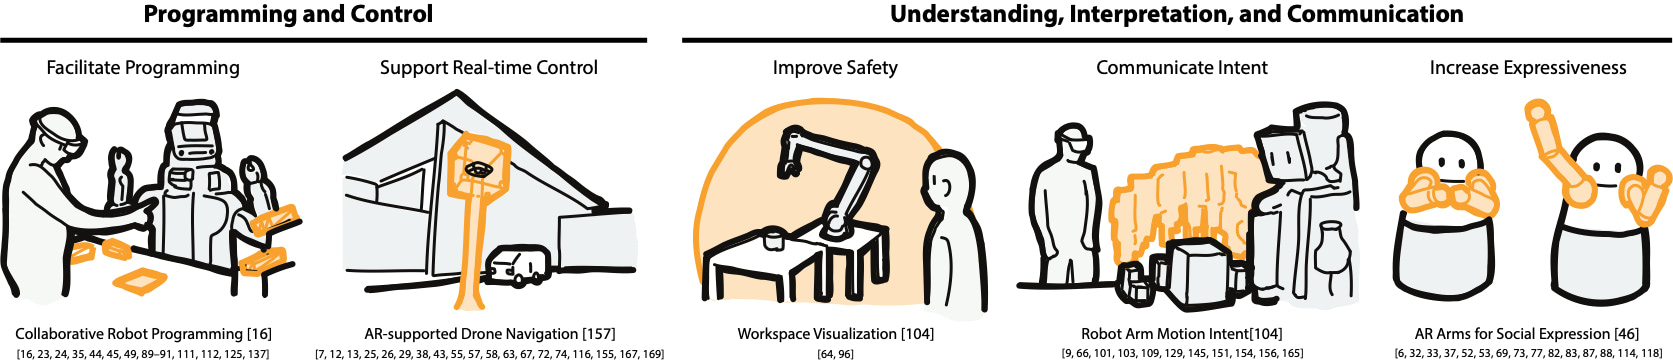 Programming and Control
Understanding, Interpretation, and Communication
Facilitate Programming
Support Real-time Control
Improve Safety
Communicate Intent
Increase Expressiveness
Collaborative Robot Programming [16]
[16, 23, 24, 35, 44, 45, 49, 89–91, 111, 112, 125, 137]
AR-supported Drone Navigation [157]
[7, 12, 13, 25, 26, 29, 38, 43, 55, 57, 58, 63, 67, 72, 74, 116, 155, 167, 169]
Workspace Visualization [104]
[64, 96]
Robot Arm Motion Intent[104]
[9, 66, 101, 103, 109, 129, 145, 151, 154, 156, 165]
AR Arms for Social Expression [46]
[6, 32, 33, 37, 52, 53, 69, 73, 77, 82, 83, 87, 88, 114, 118]